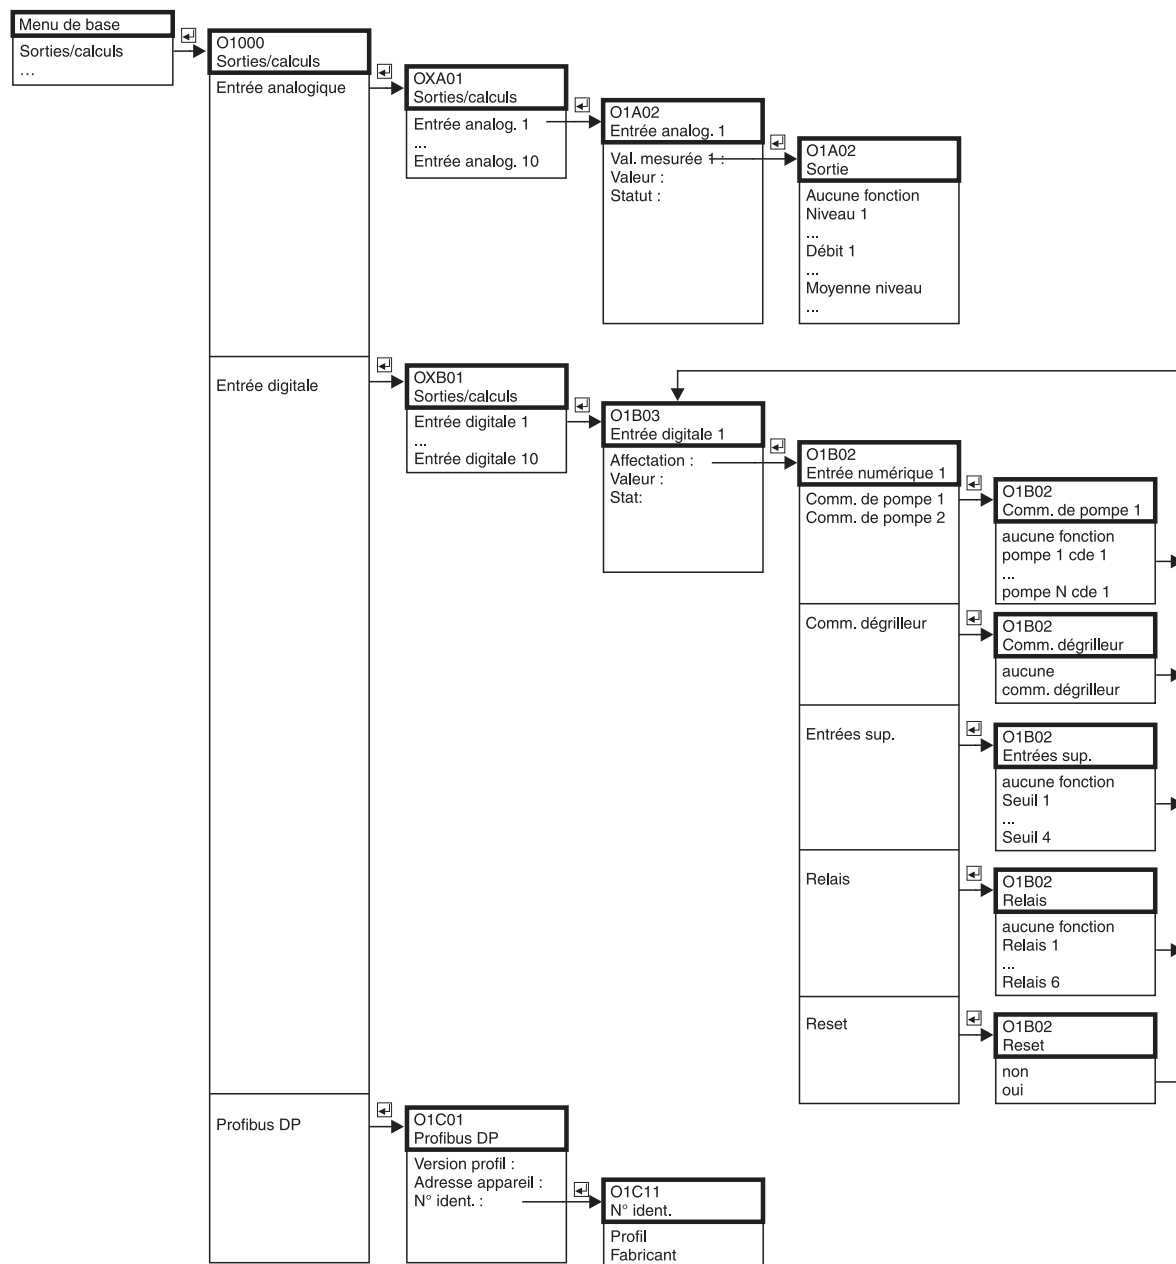 Menu de base
Sorties/calculs
...
O1000
Sorties/calculs
Entrée analogique
OXA01
Sorties/calculs
Entrée analog. 1
...
Entrée analog. 10
O1A02
Entrée analog. 1
Val. mesurée 1 :
Valeur :
Statut :
O1A02
Sortie
Aucune fonction
Niveau 1
...
Débit 1
...
Moyenne niveau
...
Entrée digitale
OXB01
Sorties/calculs
Entrée digitale 1
...
Entrée digitale 10
O1B03
Entrée digitale 1
Affectation :
Valeur :
Stat:
O1B02
Entrée numérique 1
Comm. de pompe 1
Comm. de pompe 2
O1B02
Comm. de pompe 1
aucune fonction
pompe 1 cde 1
...
pompe N cde 1
Comm. dégrilleur
O1B02
Comm. dégrilleur
aucune
comm. dégrilleur
Entrées sup.
O1B02
Entrées sup.
aucune fonction
Seuil 1
...
Seuil 4
Relais
O1B02
Relais
aucune fonction
Relais 1
...
Relais 6
Reset
O1B02
Reset
non
oui
Profibus DP
O1C01
Profibus DP
Version profil :
Adresse appareil :
N° ident. :
O1C11
N° ident.
Profil
Fabricant